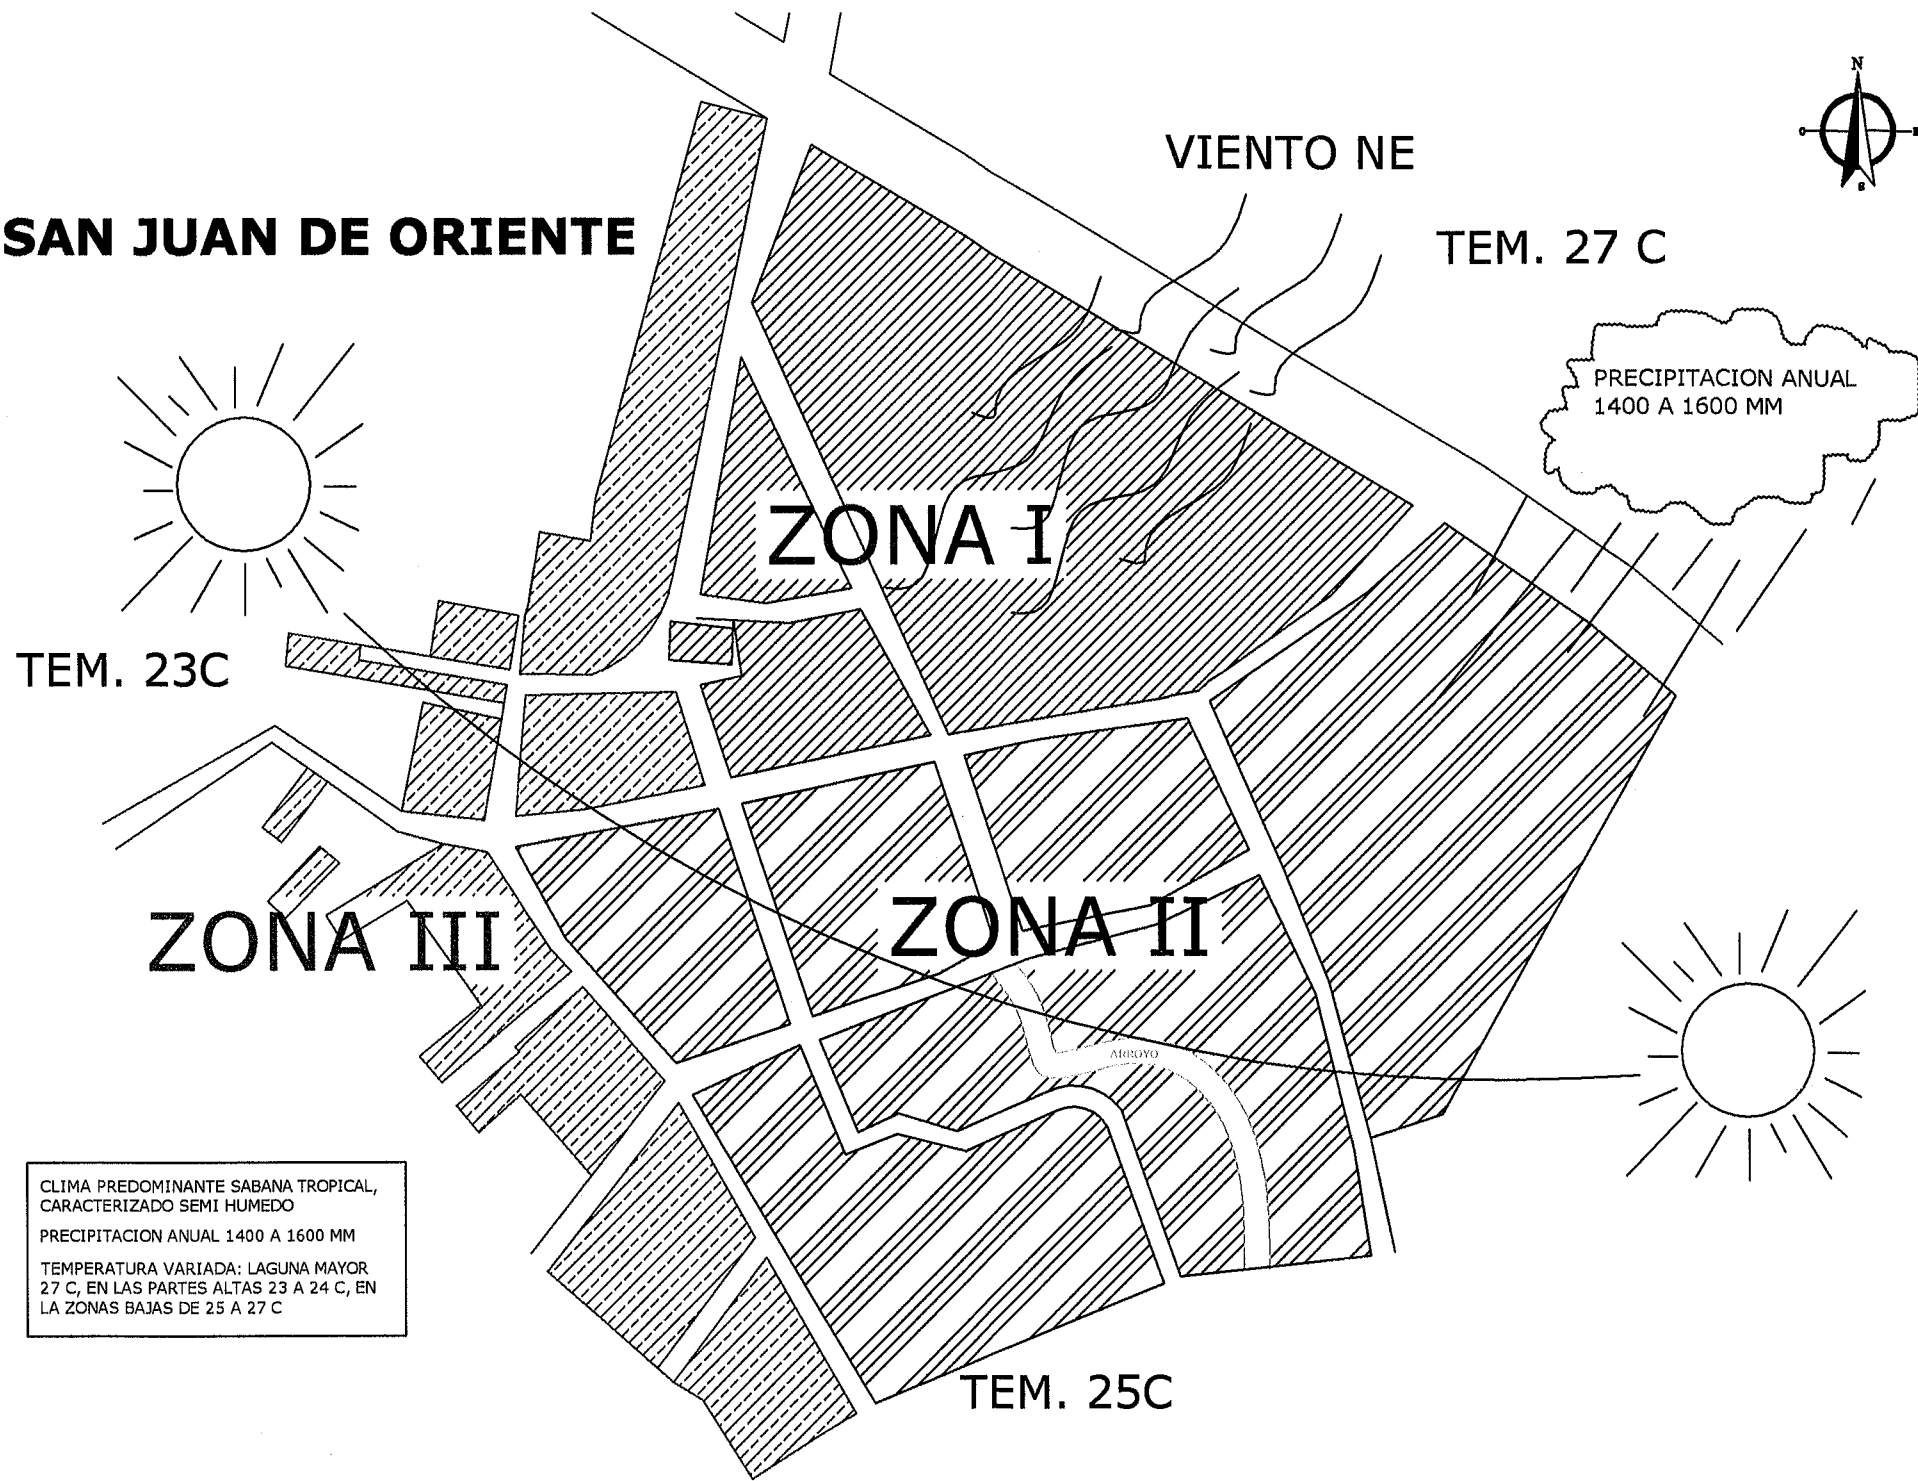 N
O
E
S
VIENTO NE
SAN JUAN DE ORIENTE
TEM. 27 C
PRECIPITACION ANUAL
1400 A 1600 MM
ZONA I
TEM. 23C
ZONA II
ZONA III
ARROYO
CLIMA PREDOMINANTE SABANA TROPICAL,
CARACTERIZADO SEMI HUMEDO
PRECIPITACION ANUAL 1400 A 1600 MM
TEMPERATURA VARIADA: LAGUNA MAYOR
27 C, EN LAS PARTES ALTAS 23 A 24 C, EN
LA ZONAS BAJAS DE 25 A 27 C
TEM. 25C